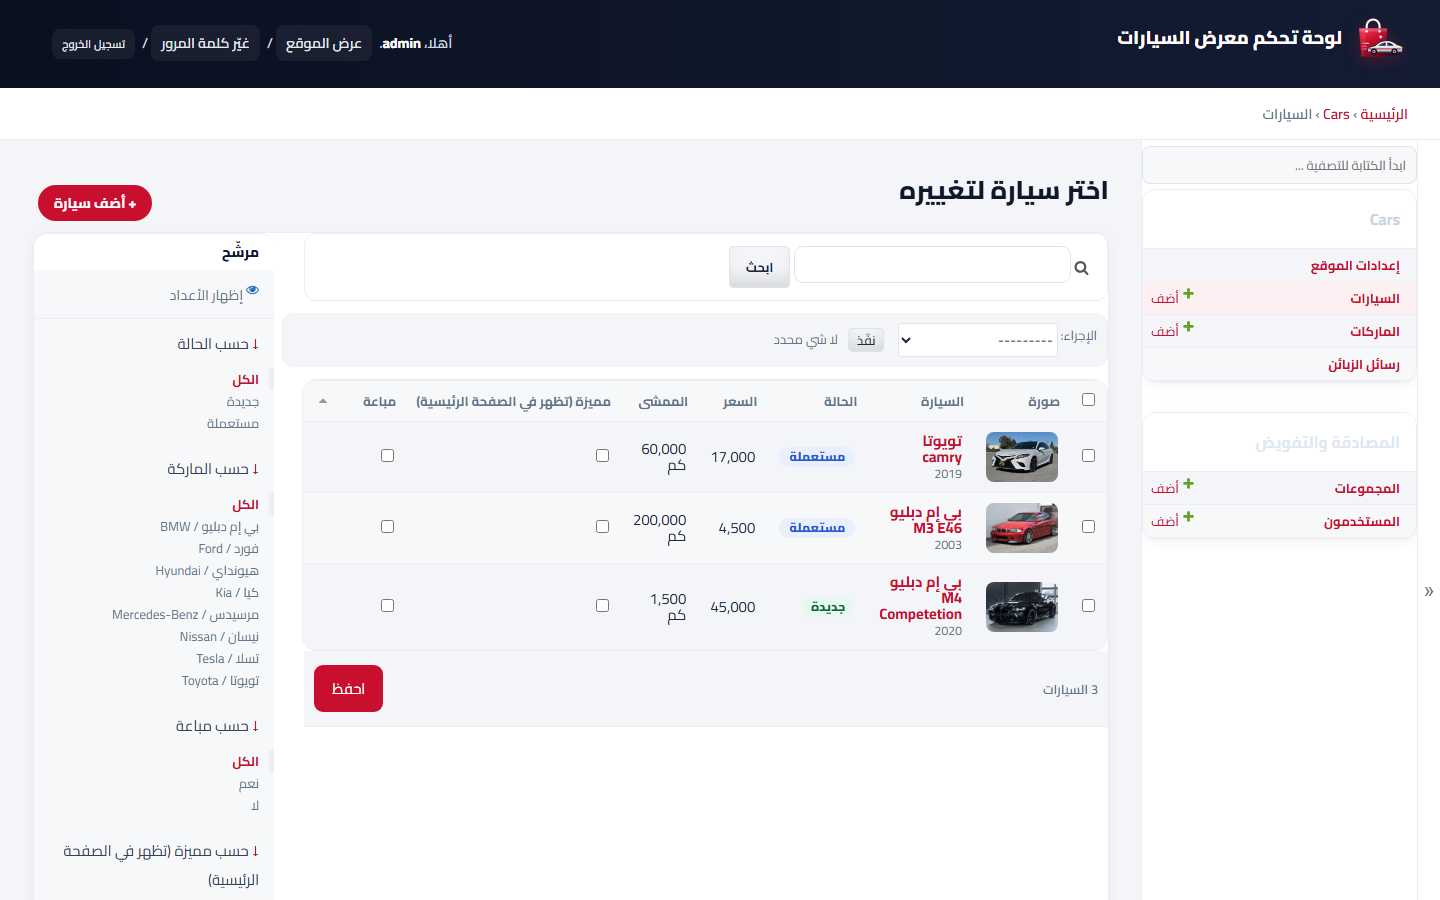 لوحة تحكم معرض السيارات
أهلا، admin.
عرض الموقع / غيّر كلمة المرور / تسجيل الخروج
الرئيسية › Cars › السيارات
ابدأ الكتابة للتصفية ...
Cars
إعدادات الموقع
السيارات أضف
الماركات أضف
رسائل الزبائن
المصادقة والتفويض
المجموعات أضف
المستخدمون أضف
»
اختر سيارة لتغييره
+ أضف سيارة
ابحث
الإجراء: --------- نفّذ لا شي محدد
صورة السيارة الحالة السعر الممشى مميزة (تظهر في الصفحة الرئيسية) مباعة
تويوتا camry 2019 مستعملة 17,000 60,000 كم
بي إم دبليو M3 E46 2003 مستعملة 4,500 200,000 كم
بي إم دبليو M4 Competetion 2020 جديدة 45,000 1,500 كم
3 السيارات
احفظ
مرشّح
إظهار الأعداد
↓ حسب الحالة
الكل
جديدة
مستعملة
↓ حسب الماركة
الكل
بي إم دبليو / BMW
فورد / Ford
هيونداي / Hyundai
كيا / Kia
مرسيدس / Mercedes-Benz
نيسان / Nissan
تسلا / Tesla
تويوتا / Toyota
↓ حسب مباعة
الكل
نعم
لا
↓ حسب مميزة (تظهر في الصفحة
الرئيسية)